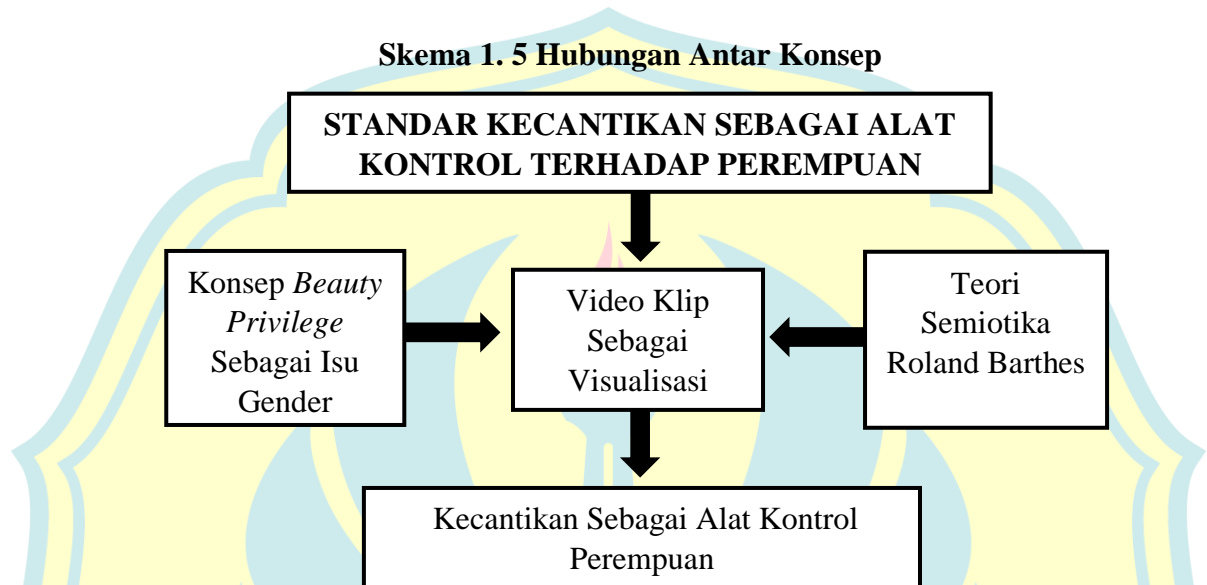 Skema 1. 5 Hubungan Antar Konsep
STANDAR KECANTIKAN SEBAGAI ALAT
KONTROL TERHADAP PEREMPUAN
Konsep Beauty
Privilege
Sebagai Isu
Gender
Video Klip
Sebagai
Visualisasi
Teori
Semiotika
Roland Barthes
Kecantikan Sebagai Alat Kontrol
Perempuan